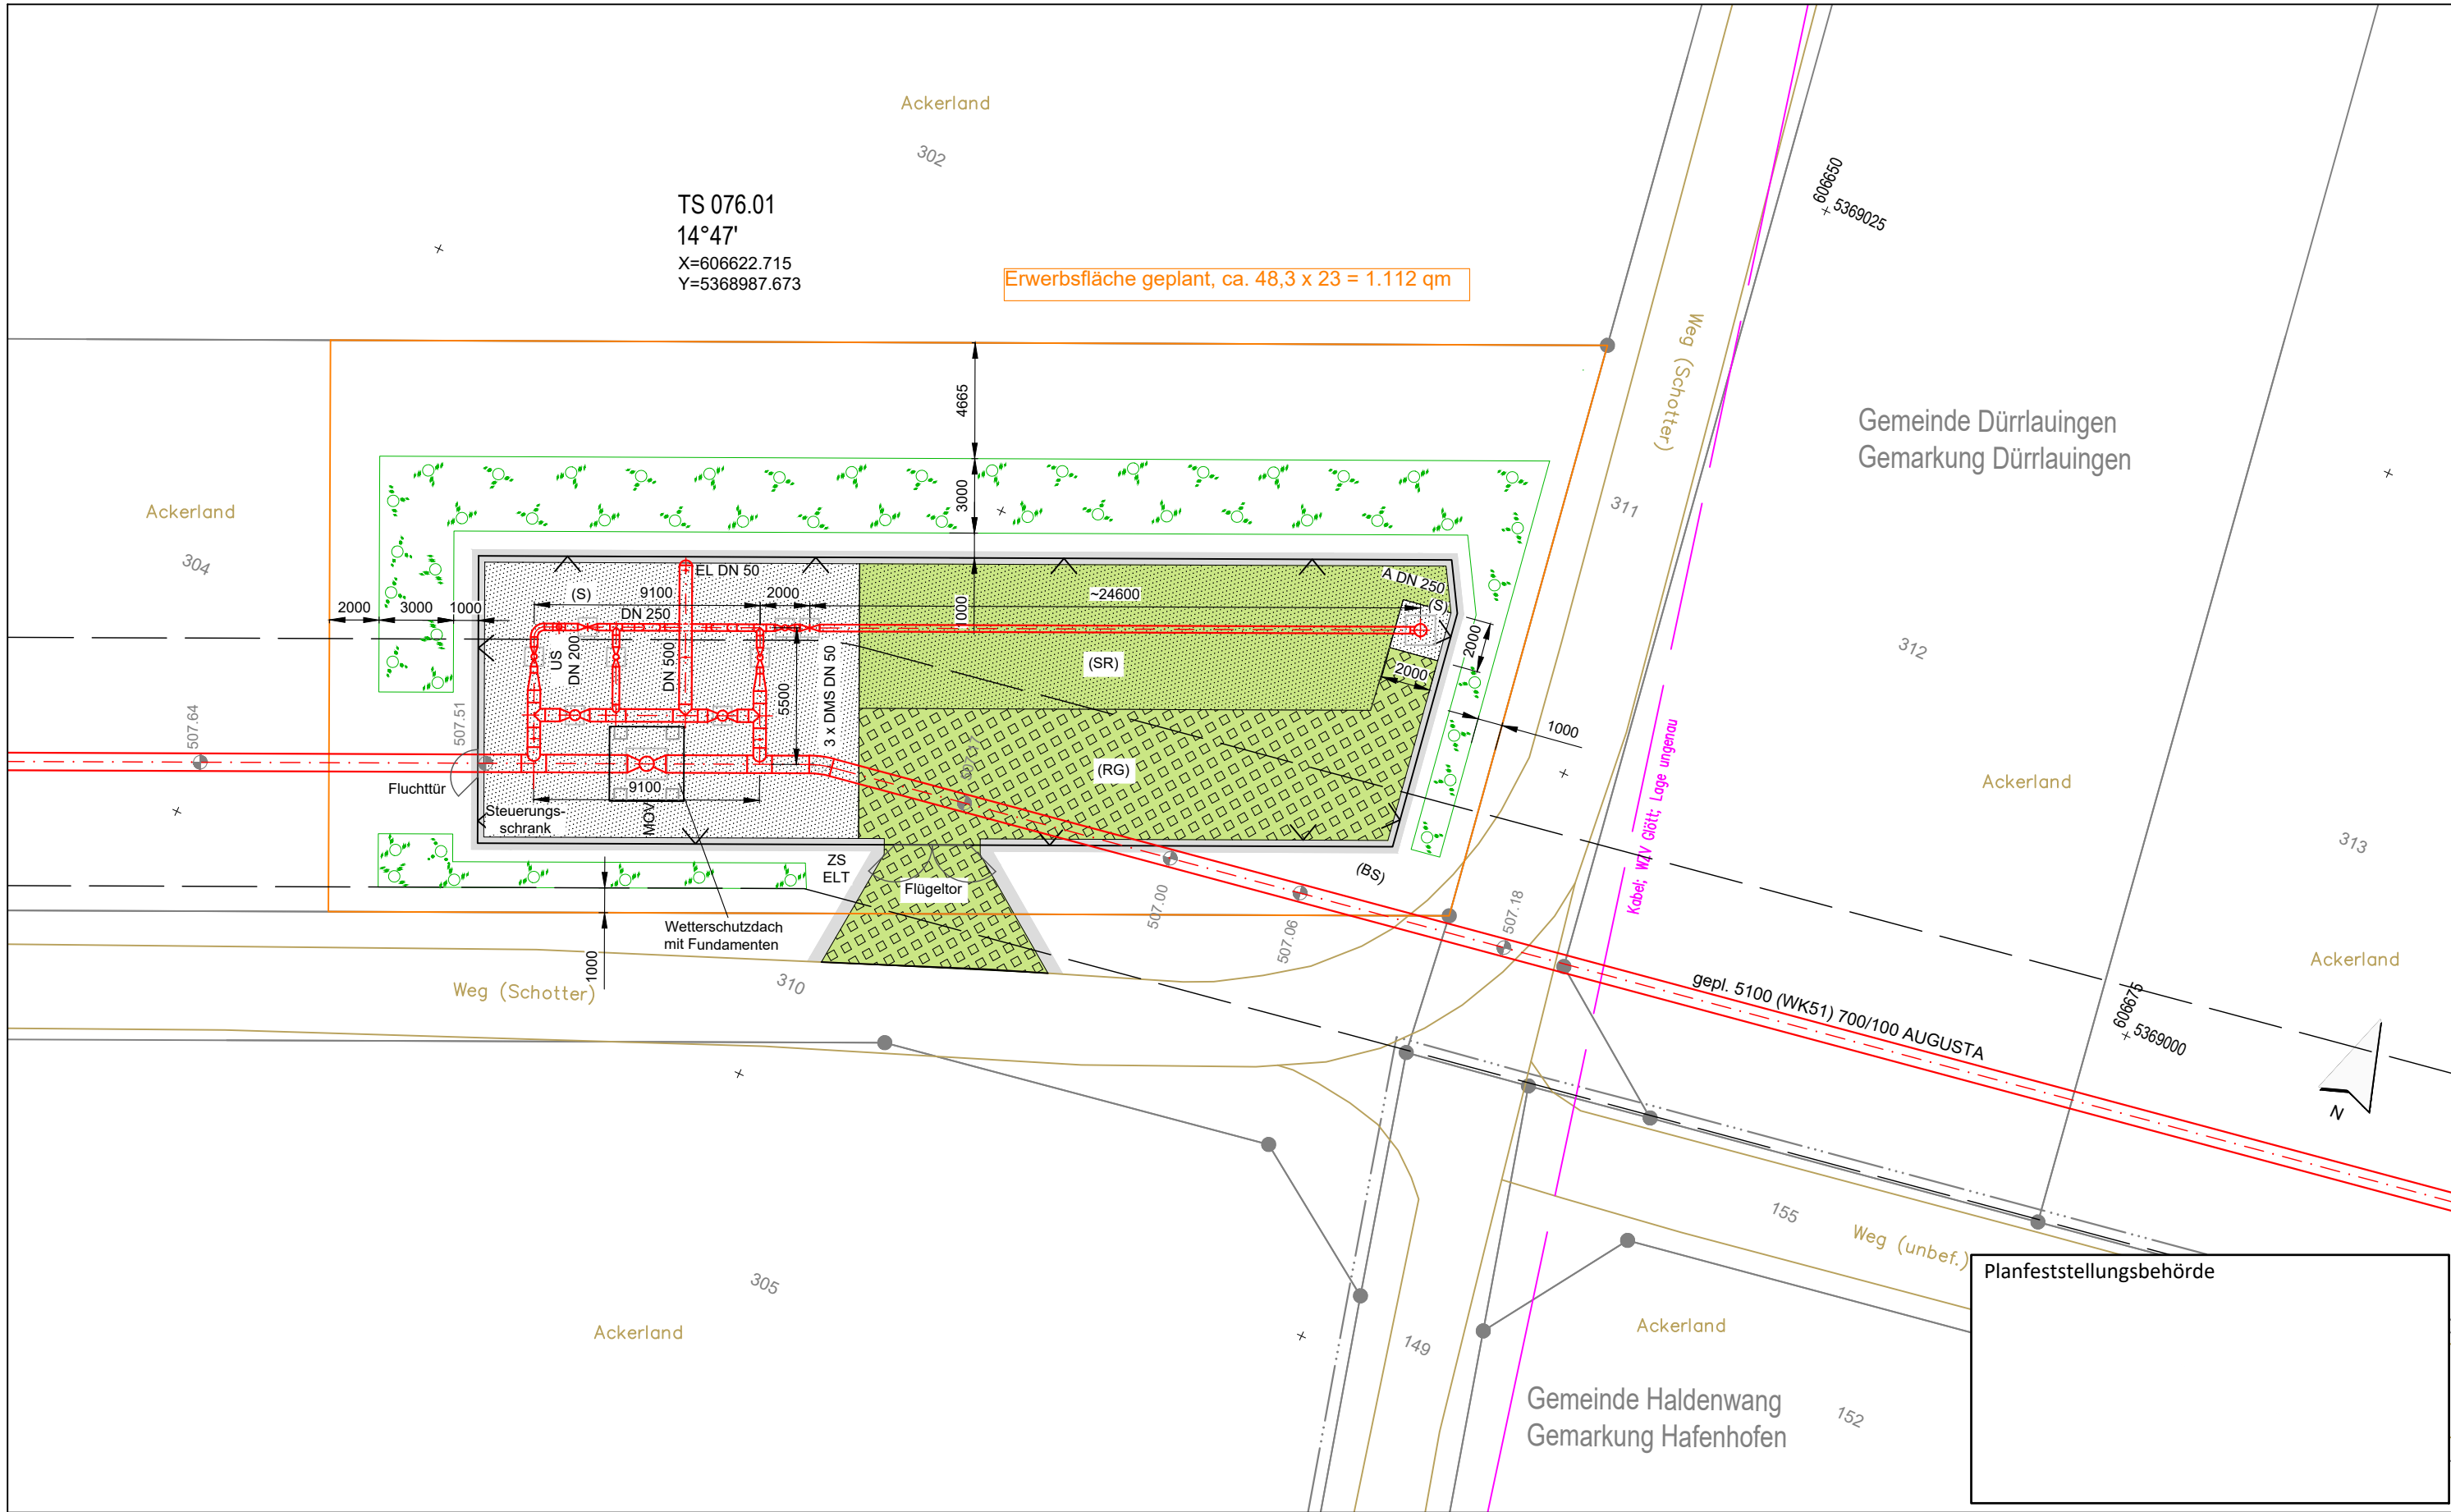 Ackerland
302
TS 076.01
14°47'
X=606622.715
Y=5368987.673
Erwerbsfläche geplant, ca. 48,3 x 23 = 1.112 qm
606650
5369025
Weg (Schotter)
Gemeinde Dürrlauingen
Gemarkung Dürrlauingen
4665
3000
1000
Ackerland
304
311
312
2000
3000
1000
(S)
9100
EL DN 50
2000
~24600
A DN 250
(S)
DN 250
US
DN 200
DN 500
5500
3 x DMS DN 50
(SR)
2000
2000
1000
507.64
507.51
(RG)
Fluchttür
Steuerungs-
schrank
9100
MOV
Kabel; WZV Glött; Lage ungenau
Ackerland
313
ZS
ELT
Flügeltor
(BS)
507.00
507.06
507.18
Wetterschutzdach
mit Fundamenten
1000
Weg (Schotter)
310
Ackerland
gepl. 5100 (WK51) 700/100 AUGUSTA
606675
5369000
N
155
Weg (unbef.)
Planfeststellungsbehörde
305
Ackerland
149
Ackerland
Gemeinde Haldenwang
Gemarkung Hafenhofen
152